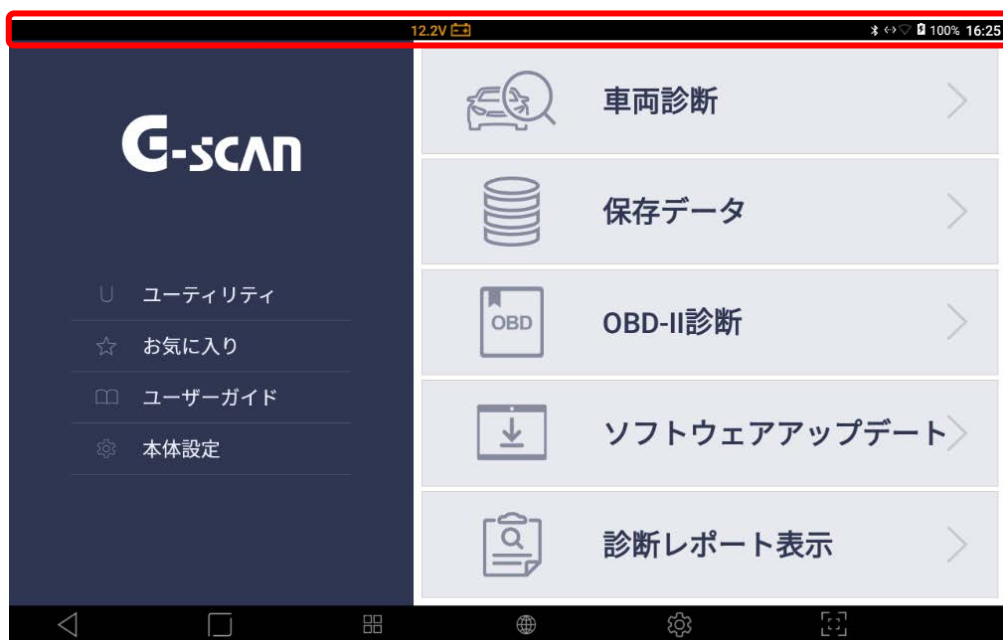 12.2V
100% 16:25
G-scan
ユーティリティ
お気に入り
ユーザーガイド
本体設定
車両診断
保存データ
OBD
OBD-II診断
ソフトウェアアップデート
診断レポート表示